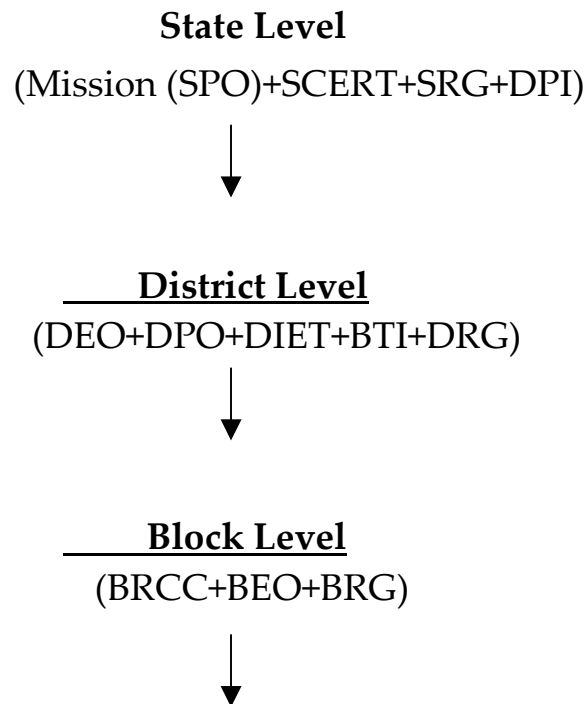 State Level
(Mission (SPO)+SCERT+SRG+DPI)
District Level
(DEO+DPO+DIET+BTI+DRG)
Block Level
(BRCC+BEO+BRG)